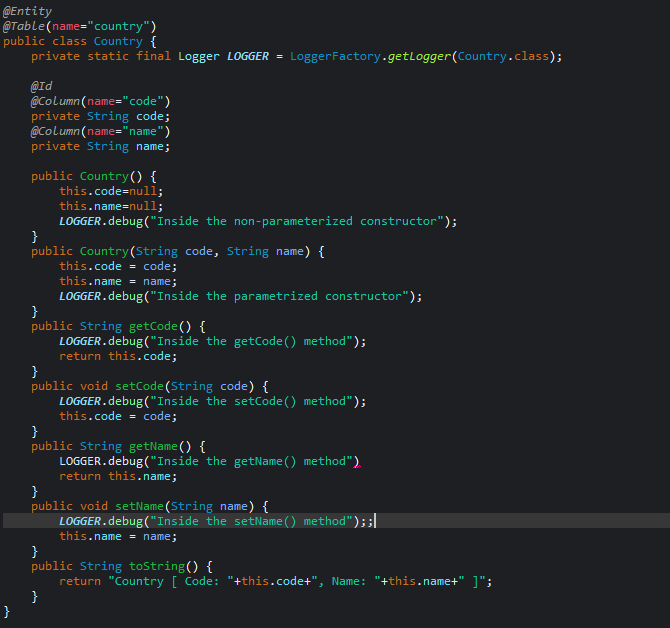 @Entity
@Table(name="country")
public class Country {
    private static final Logger LOGGER = LoggerFactory.getLogger(Country.class);

    @Id
    @Column(name="code")
    private String code;
    @Column(name="name")
    private String name;

    public Country() {
        this.code=null;
        this.name=null;
        LOGGER.debug("Inside the non-parameterized constructor");
    }
    public Country(String code, String name) {
        this.code = code;
        this.name = name;
        LOGGER.debug("Inside the parametrized constructor");
    }
    public String getCode() {
        LOGGER.debug("Inside the getCode() method");
        return this.code;
    }
    public void setCode(String code) {
        LOGGER.debug("Inside the setCode() method");
        this.code = code;
    }
    public String getName() {
        LOGGER.debug("Inside the getName() method")
        return this.name;
    }
    public void setName(String name) {
        LOGGER.debug("Inside the setName() method");;
        this.name = name;
    }
    public String toString() {
        return "Country [ Code: "+this.code+", Name: "+this.name+" ]";
    }
}